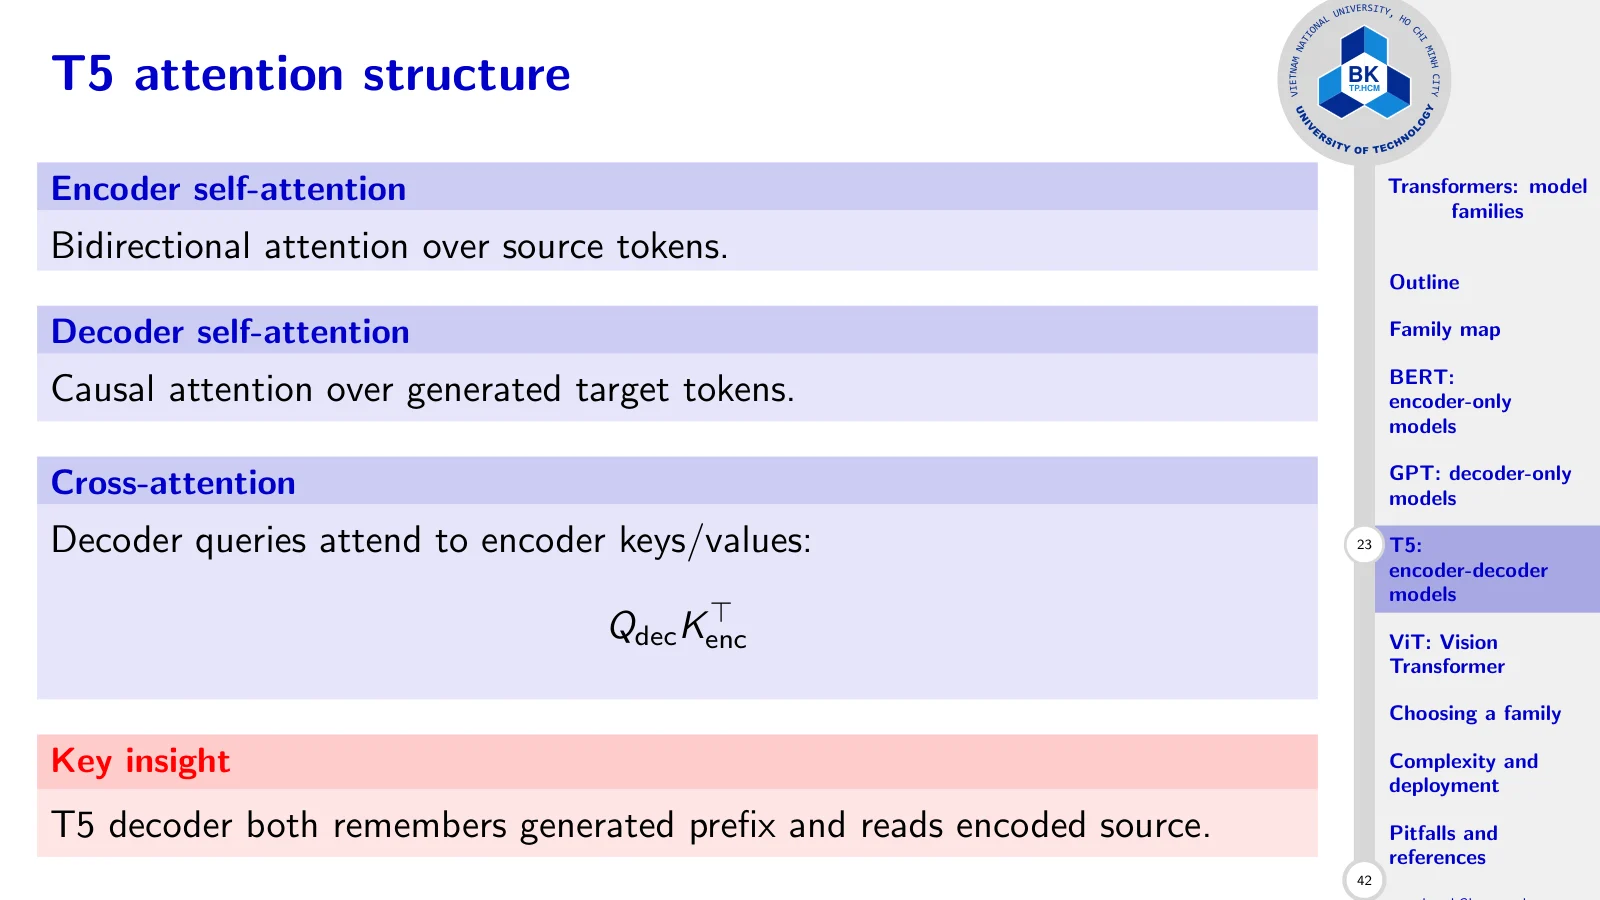 T5 attention structure
Encoder self-attention
Bidirectional attention over source tokens.
Decoder self-attention
Causal attention over generated target tokens.
Cross-attention
Decoder queries attend to encoder keys/values:
Q_dec K_enc^⊤
Key insight
T5 decoder both remembers generated prefix and reads encoded source.
VIETNAM NATIONAL UNIVERSITY, HO CHI MINH CITY
BK
TP.HCM
UNIVERSITY OF TECHNOLOGY
Transformers: model
families
Outline
Family map
BERT:
encoder-only
models
GPT: decoder-only
models
23
T5:
encoder-decoder
models
ViT: Vision
Transformer
Choosing a family
Complexity and
deployment
Pitfalls and
references
42